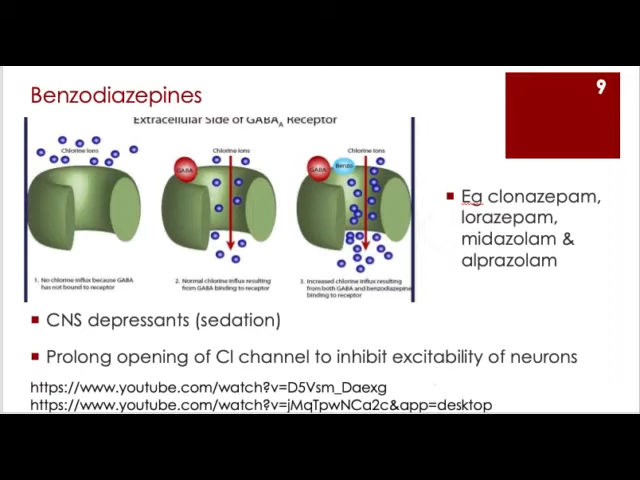 9
Benzodiazepines
Extracellular Side of GABAA Receptor
Chlorine Ions
Chlorine Ions
Chlorine Ions
GABA
GABA
Benzo
1. No chlorine influx because GABA
has not bound to receptor
2. Normal chlorine influx resulting
from GABA binding to receptor
3. Increased chlorine influx resulting
from both GABA and benzodiazepine
binding to receptor
Eg clonazepam,
lorazepam,
midazolam &
alprazolam
CNS depressants (sedation)
Prolong opening of Cl channel to inhibit excitability of neurons
https://www.youtube.com/watch?v=D5Vsm_Daexg
https://www.youtube.com/watch?v=jMqTpwNCa2c&app=desktop